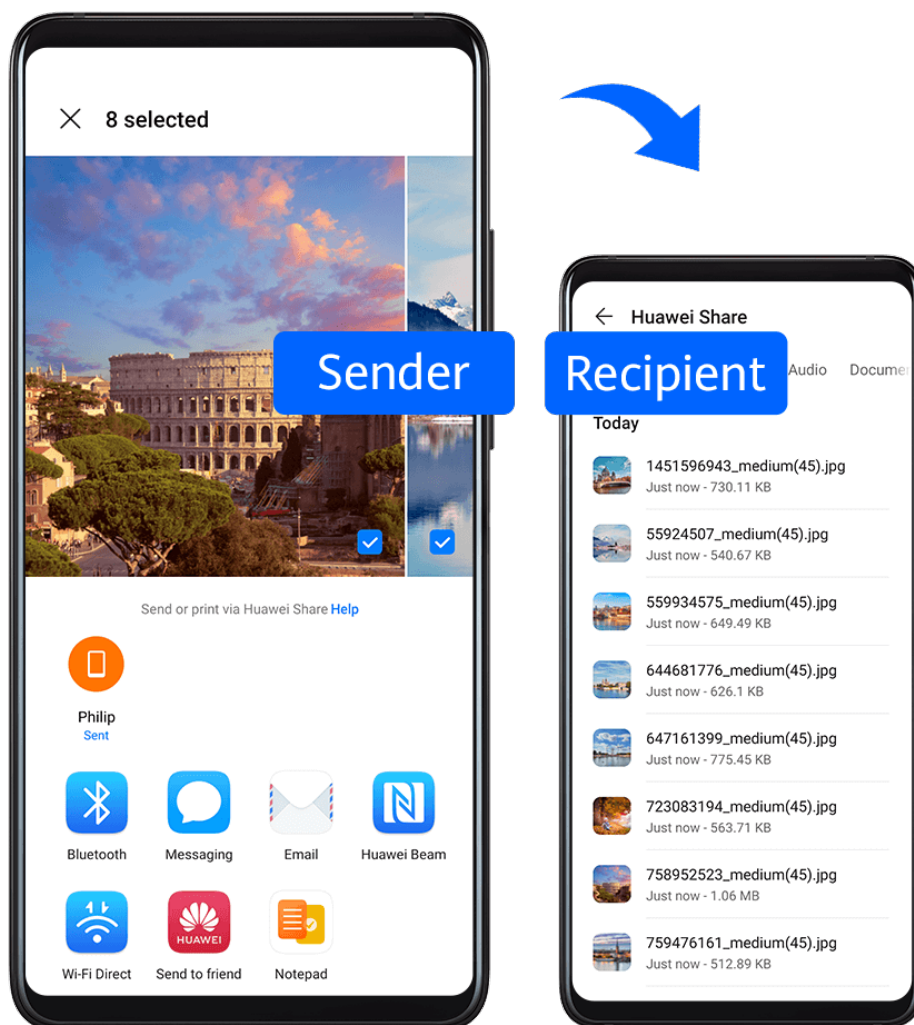 8 selected
Sender
Send or print via Huawei Share Help
Philip
Sent
Bluetooth
Messaging
Email
Huawei Beam
HUAWEI
Wi-Fi Direct
Send to friend
Notepad
Huawei Share
Recipient
Audio
Today
1451596943_medium(45).jpg
Just now - 730.11 KB
55924507_medium(45).jpg
Just now - 540.67 KB
559934575_medium(45).jpg
Just now - 649.49 KB
644681776_medium(45).jpg
Just now - 626.1 KB
647161399_medium(45).jpg
Just now - 775.45 KB
723083194_medium(45).jpg
Just now - 563.71 KB
758952523_medium(45).jpg
Just now - 1.06 MB
759476161_medium(45).jpg
Just now - 512.89 KB